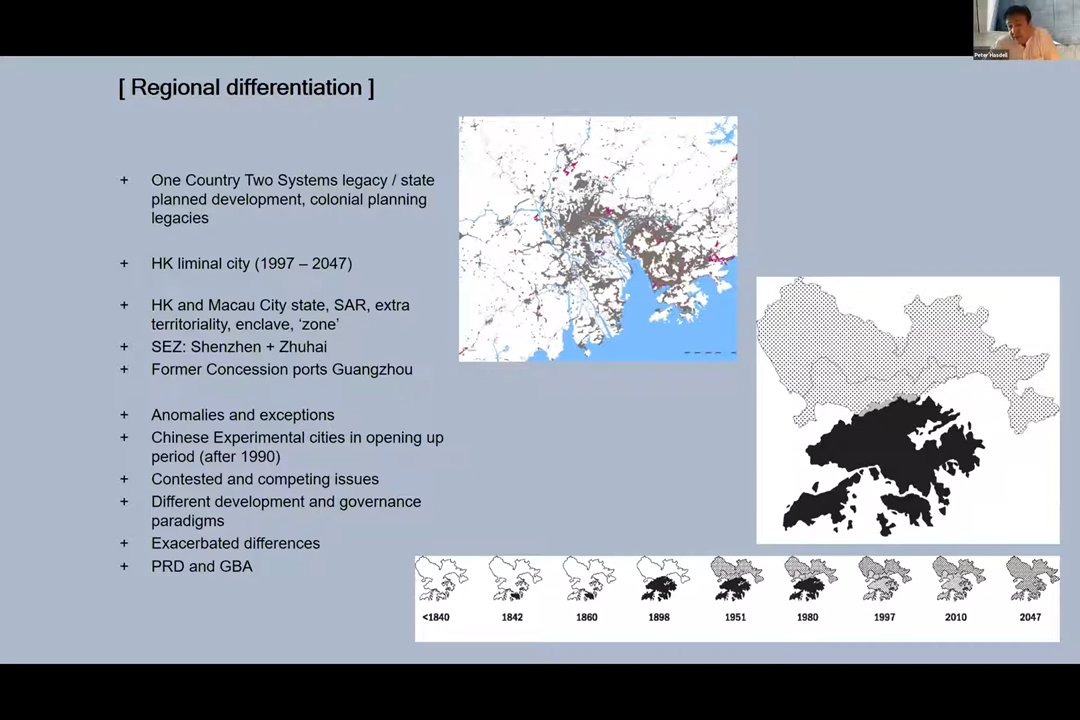 Peter Hasdell
[ Regional differentiation ]
+ One Country Two Systems legacy / state
planned development, colonial planning
legacies
+ HK liminal city (1997 – 2047)
+ HK and Macau City state, SAR, extra
territoriality, enclave, ‘zone’
+ SEZ: Shenzhen + Zhuhai
+ Former Concession ports Guangzhou
+ Anomalies and exceptions
+ Chinese Experimental cities in opening up
period (after 1990)
+ Contested and competing issues
+ Different development and governance
paradigms
+ Exacerbated differences
+ PRD and GBA
<1840 1842 1860 1898 1951 1980 1997 2010 2047